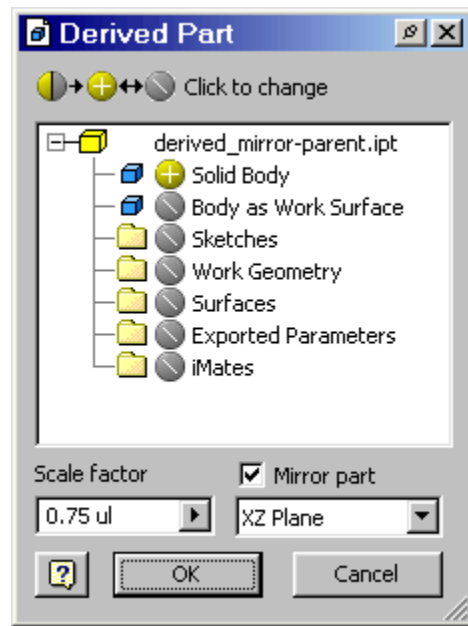 Derived Part
Click to change
derived_mirror-parent.ipt
Solid Body
Body as Work Surface
Sketches
Work Geometry
Surfaces
Exported Parameters
iMates
Scale factor
Mirror part
0.75 ul
XZ Plane
OK
Cancel